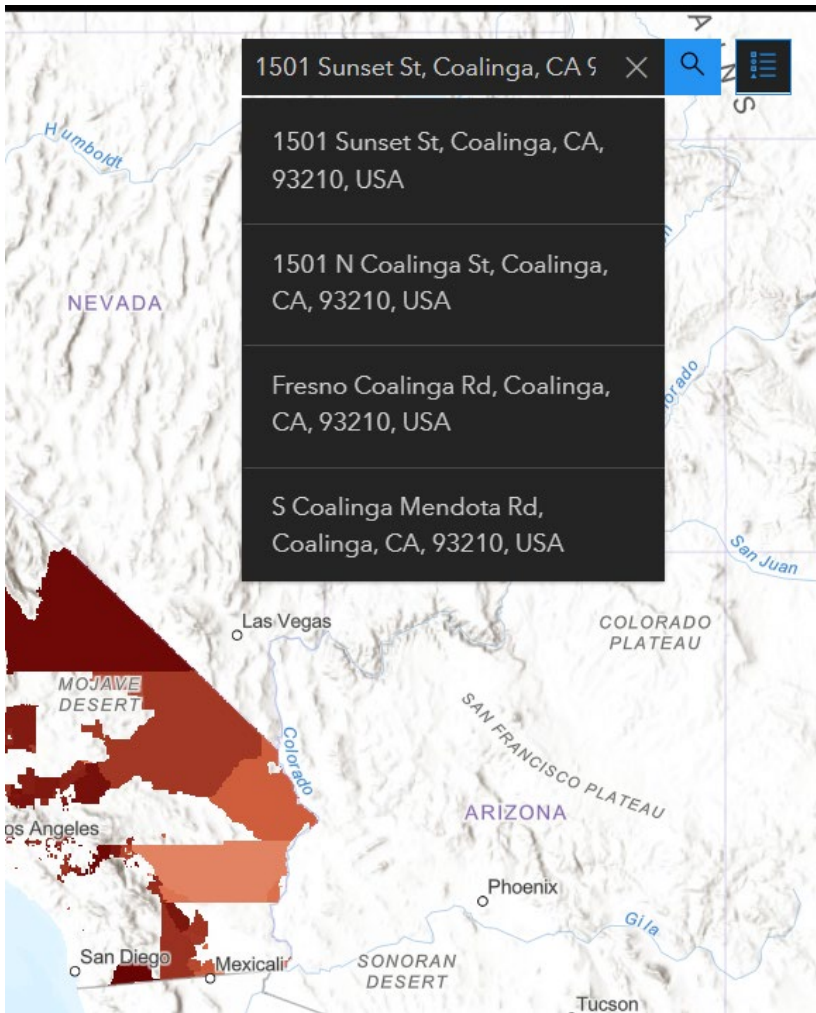 1501 Sunset St, Coalinga, CA 9
1501 Sunset St, Coalinga, CA,
93210, USA
1501 N Coalinga St, Coalinga,
CA, 93210, USA
Fresno Coalinga Rd, Coalinga,
CA, 93210, USA
S Coalinga Mendota Rd,
Coalinga, CA, 93210, USA
Humboldt
NEVADA
San Juan
Las Vegas
COLORADO
PLATEAU
MOJAVE
DESERT
Colorado
SAN FRANCISCO PLATEAU
ARIZONA
os Angeles
Phoenix
Gila
San Diego
Mexicali
SONORAN
DESERT
Tucson